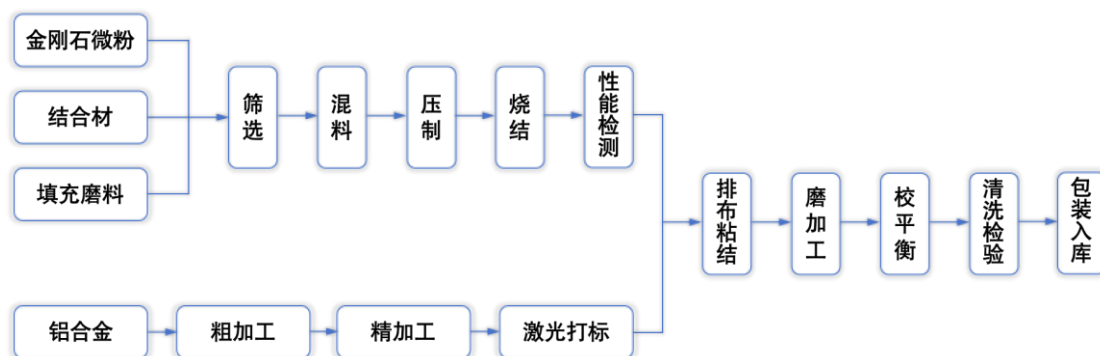 金刚石微粉
结合材
填充磨料
筛选
混料
压制
烧结
性能检测
排布粘结
磨加工
校平衡
清洗检验
包装入库
铝合金
粗加工
精加工
激光打标